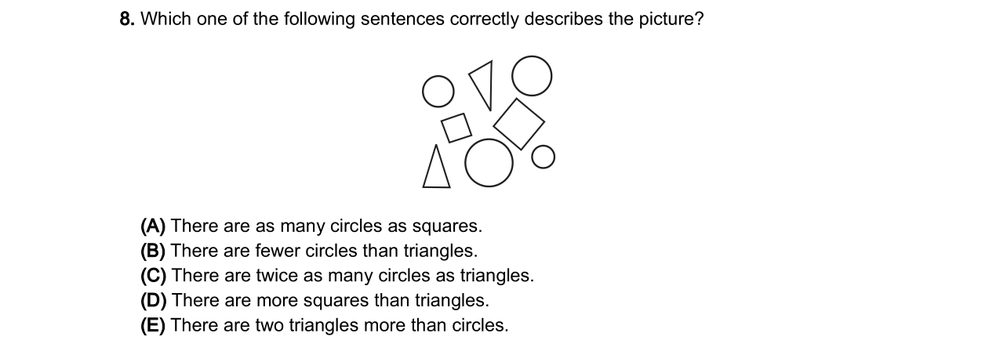 8. Which one of the following sentences correctly describes the picture?
(A) There are as many circles as squares.
(B) There are fewer circles than triangles.
(C) There are twice as many circles as triangles.
(D) There are more squares than triangles.
(E) There are two triangles more than circles.